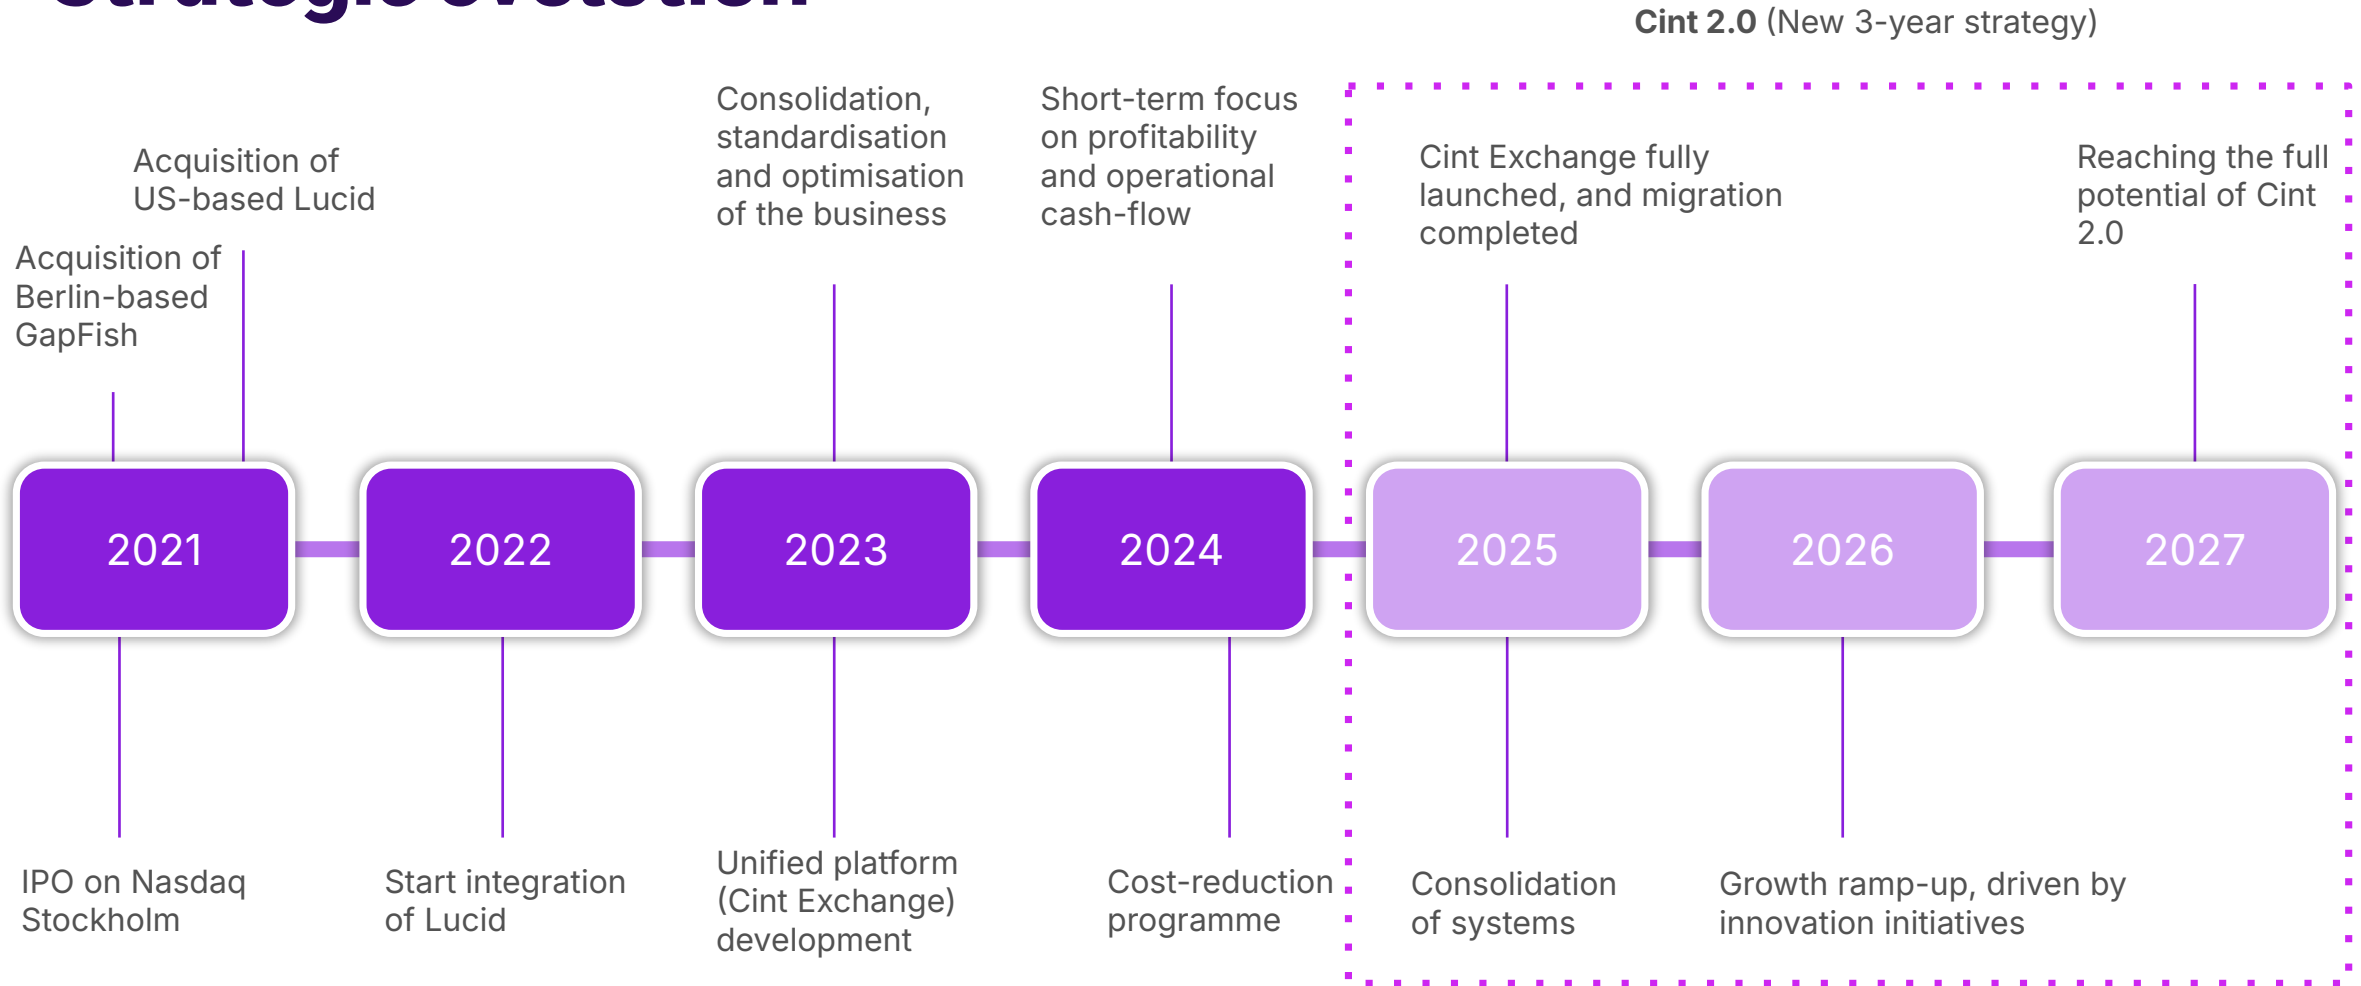 Strategic evolution
Cint 2.0 (New 3-year strategy)
Acquisition of
Berlin-based
GapFish
Acquisition of
US-based Lucid
Consolidation,
standardisation
and optimisation
of the business
Short-term focus
on profitability
and operational
cash-flow
Cint Exchange fully
launched, and migration
completed
Reaching the full
potential of Cint
2.0
2021
2022
2023
2024
2025
2026
2027
IPO on Nasdaq
Stockholm
Start integration
of Lucid
Unified platform
(Cint Exchange)
development
Cost-reduction
programme
Consolidation
of systems
Growth ramp-up, driven by
innovation initiatives